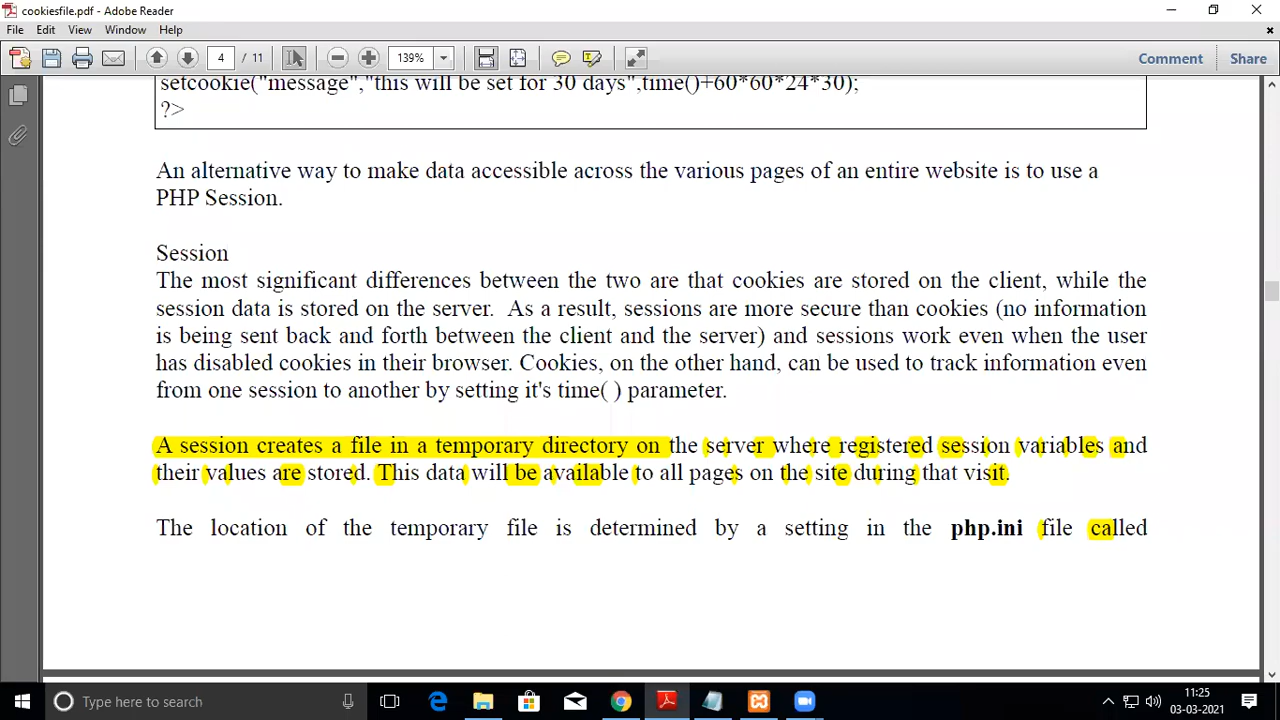 cookiesfile.pdf - Adobe Reader
File Edit View Window Help
4 / 11 139% Comment Share
setcookie("message","this will be set for 30 days",time()+60*60*24*30);
?>
An alternative way to make data accessible across the various pages of an entire website is to use a
PHP Session.
Session
The most significant differences between the two are that cookies are stored on the client, while the
session data is stored on the server. As a result, sessions are more secure than cookies (no information
is being sent back and forth between the client and the server) and sessions work even when the user
has disabled cookies in their browser. Cookies, on the other hand, can be used to track information even
from one session to another by setting it's time( ) parameter.
A session creates a file in a temporary directory on the server where registered session variables and
their values are stored. This data will be available to all pages on the site during that visit.
The location of the temporary file is determined by a setting in the php.ini file called
Type here to search
11:25
03-03-2021